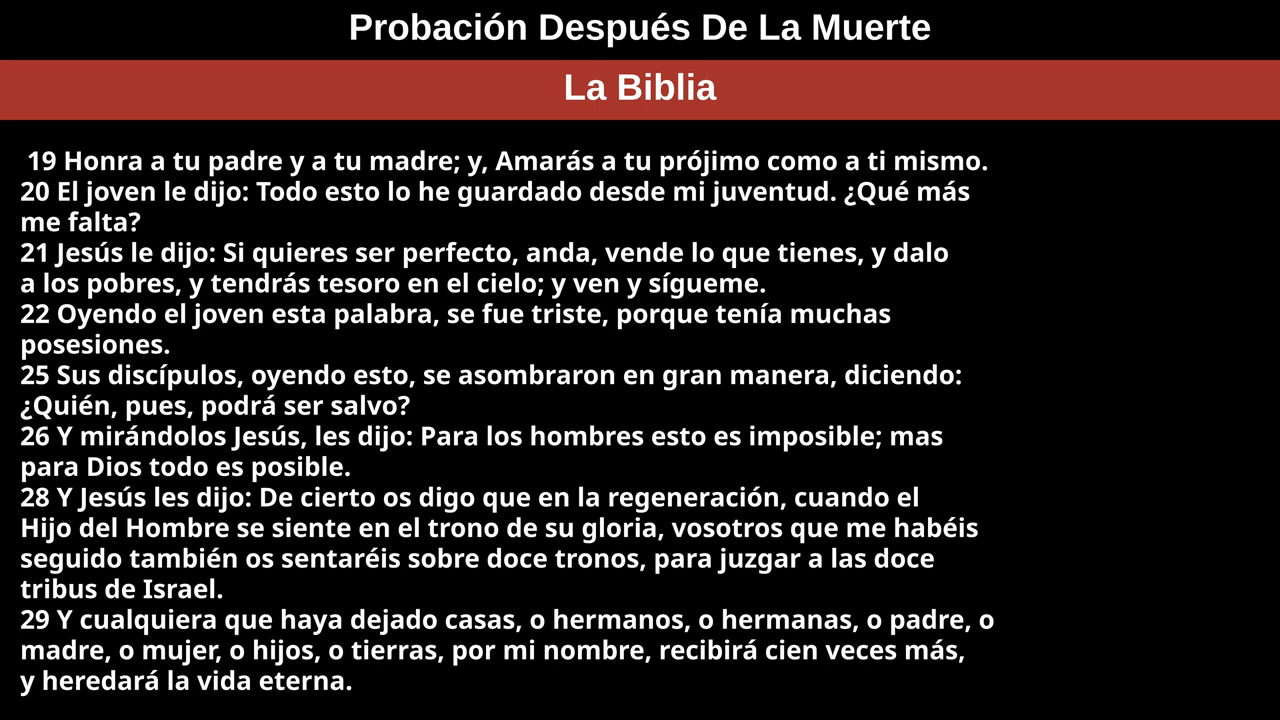 Probación Después De La Muerte
La Biblia
19 Honra a tu padre y a tu madre; y, Amarás a tu prójimo como a ti mismo.
20 El joven le dijo: Todo esto lo he guardado desde mi juventud. ¿Qué más
me falta?
21 Jesús le dijo: Si quieres ser perfecto, anda, vende lo que tienes, y dalo
a los pobres, y tendrás tesoro en el cielo; y ven y sígueme.
22 Oyendo el joven esta palabra, se fue triste, porque tenía muchas
posesiones.
25 Sus discípulos, oyendo esto, se asombraron en gran manera, diciendo:
¿Quién, pues, podrá ser salvo?
26 Y mirándolos Jesús, les dijo: Para los hombres esto es imposible; mas
para Dios todo es posible.
28 Y Jesús les dijo: De cierto os digo que en la regeneración, cuando el
Hijo del Hombre se siente en el trono de su gloria, vosotros que me habéis
seguido también os sentaréis sobre doce tronos, para juzgar a las doce
tribus de Israel.
29 Y cualquiera que haya dejado casas, o hermanos, o hermanas, o padre, o
madre, o mujer, o hijos, o tierras, por mi nombre, recibirá cien veces más,
y heredará la vida eterna.